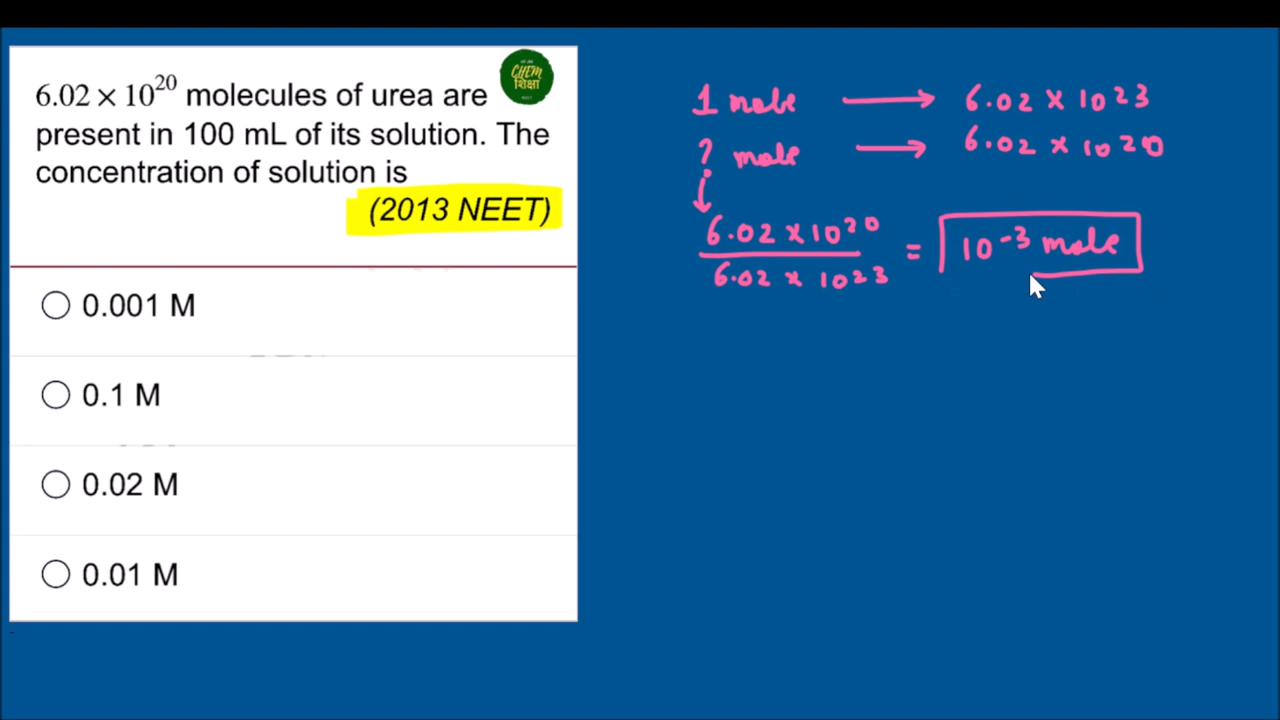 CHEM
शिक्षा
6.02 × 10²⁰ molecules of urea are
present in 100 mL of its solution. The
concentration of solution is
(2013 NEET)
0.001 M
0.1 M
0.02 M
0.01 M
1 mole → 6.02 × 10 23
? mole → 6.02 × 10 20
↓
6.02 × 10 20
6.02 × 10 23
= 10⁻³ mole